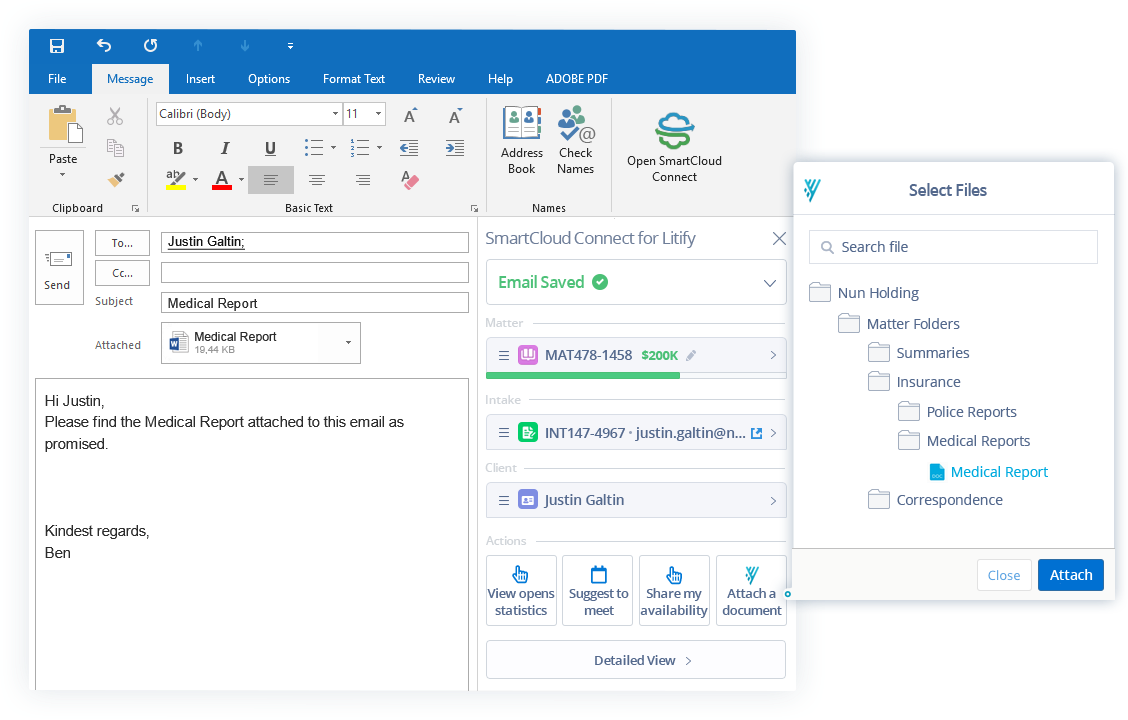 File Message Insert Options Format Text Review Help ADOBE PDF
Paste
Clipboard
Calibri (Body) 11
B I U
ab A
Basic Text
Address
Book
Check
Names
Names
Open SmartCloud
Connect
Send
To... Justin Galtin;
Cc...
Subject Medical Report
Attached Medical Report
19,44 KB
Hi Justin,
Please find the Medical Report attached to this email as
promised.
Kindest regards,
Ben
SmartCloud Connect for Litify
Email Saved
Matter
MAT478-1458 $200K
Intake
INT147-4967 · justin.galtin@n...
Client
Justin Galtin
Actions
View opens
statistics
Suggest to
meet
Share my
availability
Attach a
document
Detailed View
Select Files
Search file
Nun Holding
Matter Folders
Summaries
Insurance
Police Reports
Medical Reports
Medical Report
Correspondence
Close Attach